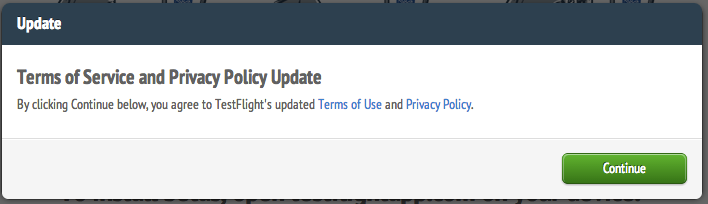 Update
Terms of Service and Privacy Policy Update
By clicking Continue below, you agree to TestFlight's updated Terms of Use and Privacy Policy.
Continue